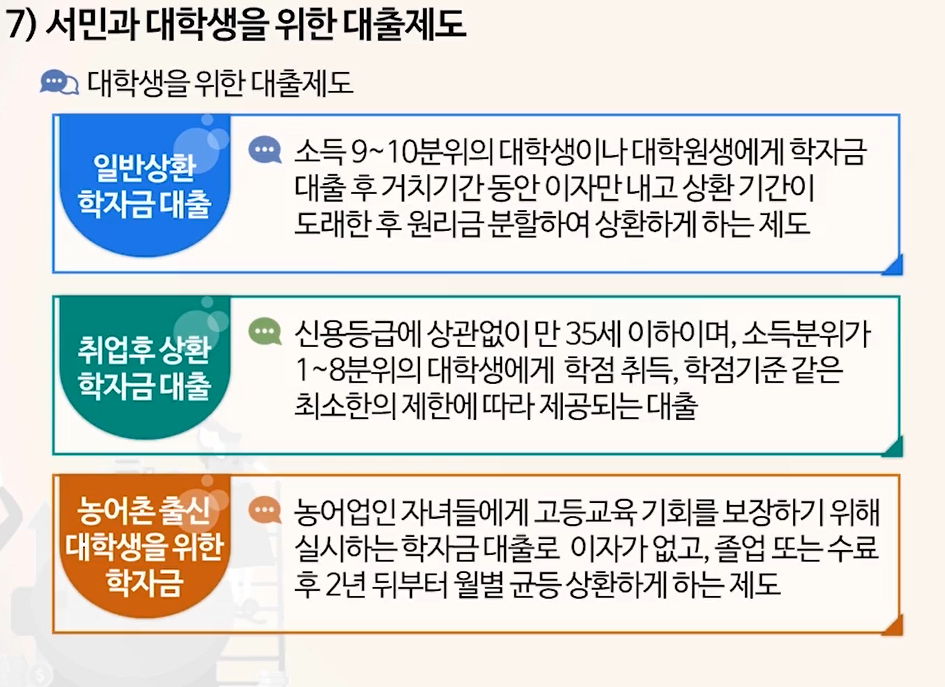 7) 서민과 대학생을 위한 대출제도
대학생을 위한 대출제도
일반상환
학자금 대출
소득 9~10분위의 대학생이나 대학원생에게 학자금
대출 후 거치기간 동안 이자만 내고 상환 기간이
도래한 후 원리금 분할하여 상환하게 하는 제도
취업후 상환
학자금 대출
신용등급에 상관없이 만 35세 이하이며, 소득분위가
1~8분위의 대학생에게 학점 취득, 학점기준 같은
최소한의 제한에 따라 제공되는 대출
농어촌 출신
대학생을 위한
학자금
농어업인 자녀들에게 고등교육 기회를 보장하기 위해
실시하는 학자금 대출로 이자가 없고, 졸업 또는 수료
후 2년 뒤부터 월별 균등 상환하게 하는 제도